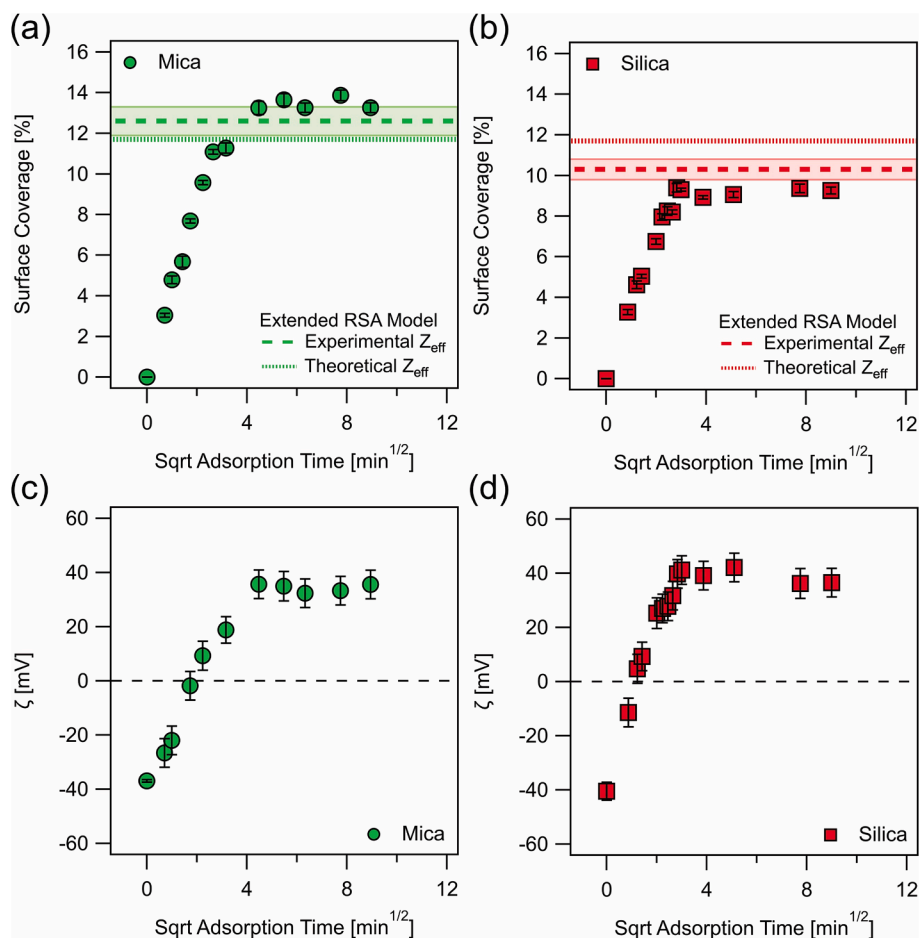 (a)
Mica
16
14
12
10
8
6
4
2
0
Surface Coverage [%]
Extended RSA Model
Experimental Zeff
Theoretical Zeff
0 4 8 12
Sqrt Adsorption Time [min1/2]
(b)
Silica
16
14
12
10
8
6
4
2
0
Surface Coverage [%]
Extended RSA Model
Experimental Zeff
Theoretical Zeff
0 4 8 12
Sqrt Adsorption Time [min1/2]
(c)
60
40
20
0
-20
-40
-60
ζ [mV]
Mica
0 4 8 12
Sqrt Adsorption Time [min1/2]
(d)
60
40
20
0
-20
-40
-60
ζ [mV]
Silica
0 4 8 12
Sqrt Adsorption Time [min1/2]